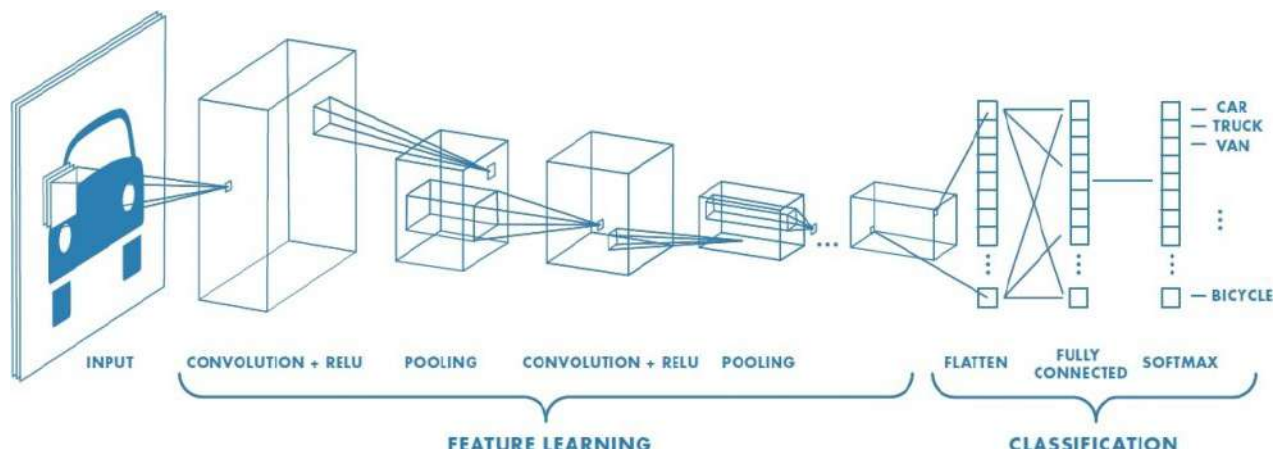 CAR
TRUCK
VAN
BICYCLE
INPUT
CONVOLUTION + RELU
POOLING
CONVOLUTION + RELU
POOLING
FLATTEN
FULLY
CONNECTED
SOFTMAX
FEATURE LEARNING
CLASSIFICATION